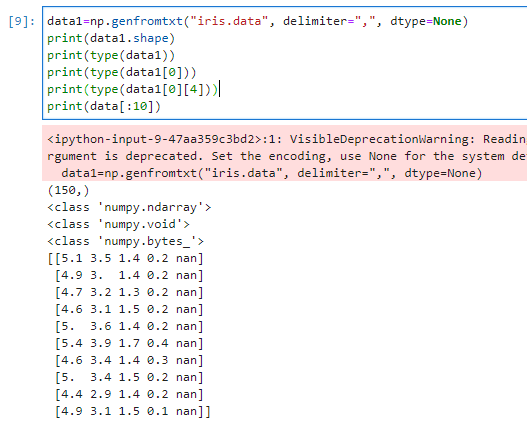 [9]: data1=np.genfromtxt("iris.data", delimiter=",", dtype=None)
print(data1.shape)
print(type(data1))
print(type(data1[0]))
print(type(data1[0][4]))
print(data[:10])
<ipython-input-9-47aa359c3bd2>:1: VisibleDeprecationWarning: Readin
rgument is deprecated. Set the encoding, use None for the system de
  data1=np.genfromtxt("iris.data", delimiter=",", dtype=None)
(150,)
<class 'numpy.ndarray'>
<class 'numpy.void'>
<class 'numpy.bytes_'>
[[5.1 3.5 1.4 0.2 nan]
 [4.9 3.  1.4 0.2 nan]
 [4.7 3.2 1.3 0.2 nan]
 [4.6 3.1 1.5 0.2 nan]
 [5.  3.6 1.4 0.2 nan]
 [5.4 3.9 1.7 0.4 nan]
 [4.6 3.4 1.4 0.3 nan]
 [5.  3.4 1.5 0.2 nan]
 [4.4 2.9 1.4 0.2 nan]
 [4.9 3.1 1.5 0.1 nan]]